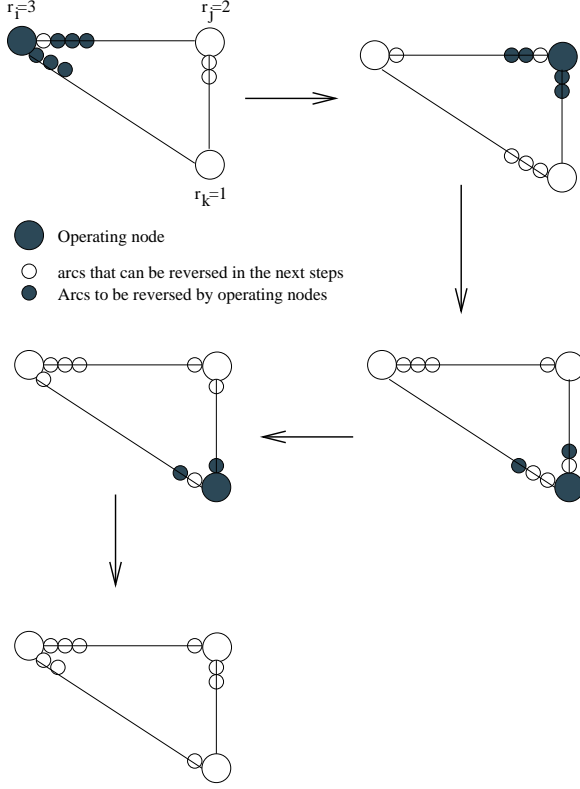 r_i=3
r_j=2
r_k=1
Operating node
arcs that can be reversed in the next steps
Arcs to be reversed by operating nodes